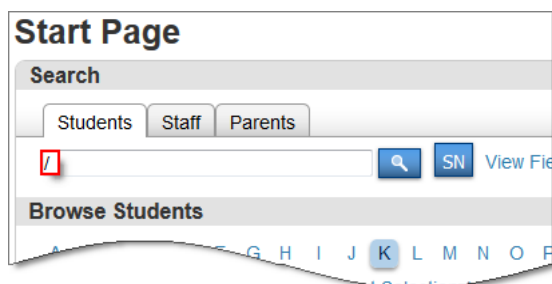 Start Page
Search
Students Staff Parents
/ SN View Fie
Browse Students
G H I J K L M N O